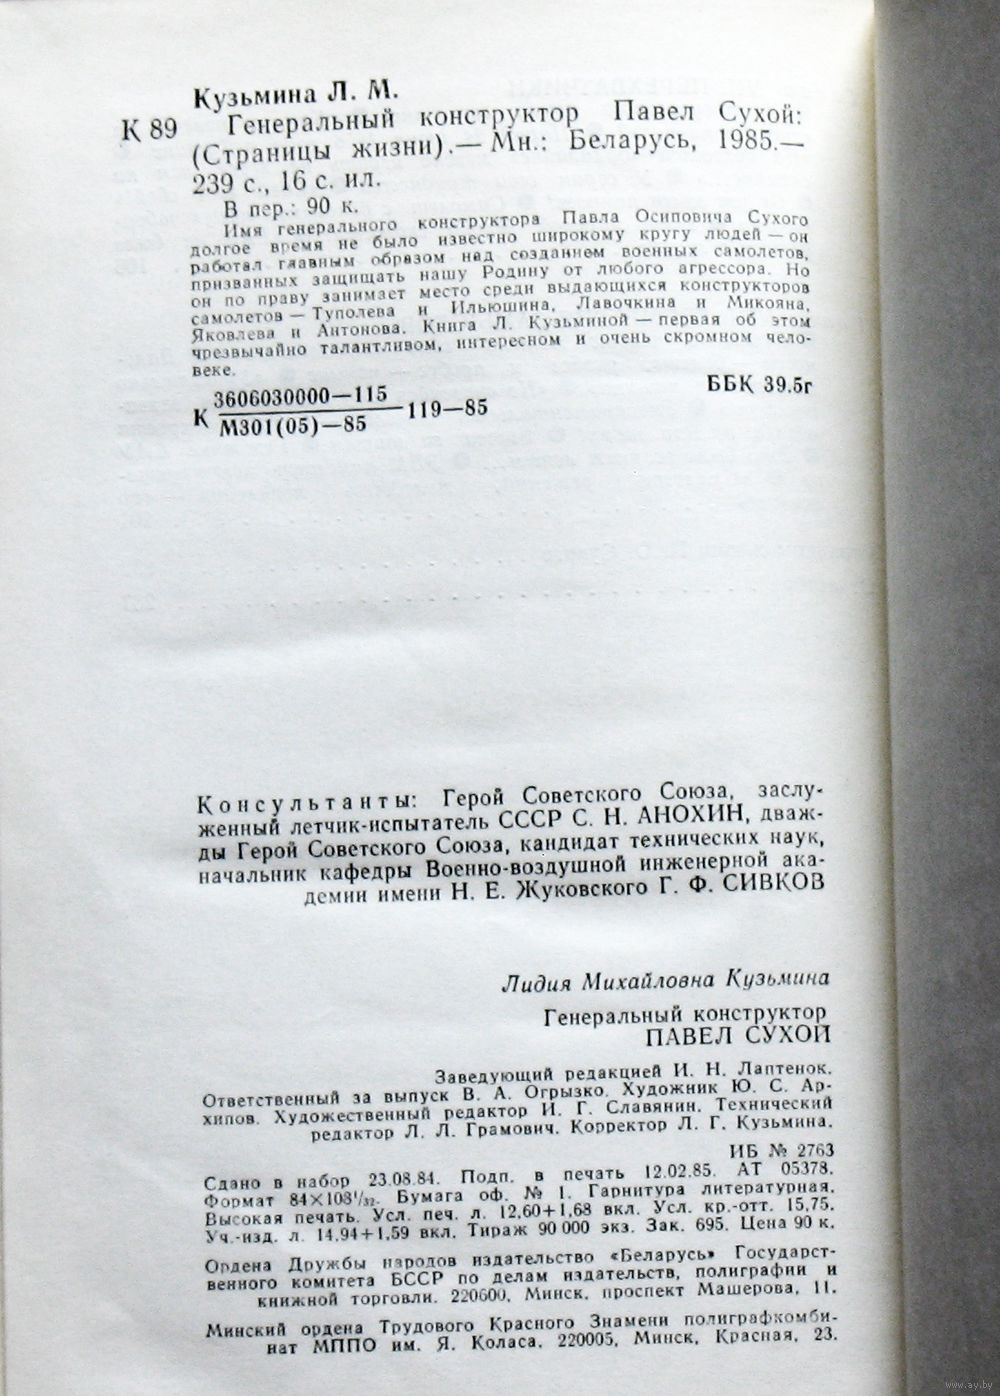 Кузьмина Л. М.
К 89 Генеральный конструктор Павел Сухой:
(Страницы жизни).— Мн.: Беларусь, 1985.—
239 с., 16 с. ил.
В пер.: 90 к.
Имя генерального конструктора Павла Осиповича Сухого
долгое время не было известно широкому кругу людей — он
работал главным образом над созданием военных самолетов,
призванных защищать нашу Родину от любого агрессора. Но
он по праву занимает место среди выдающихся конструкторов
самолетов — Туполева и Ильюшина, Лавочкина и Микояна,
Яковлева и Антонова. Книга Л. Кузьминой — первая об этом
чрезвычайно талантливом, интересном и очень скромном чело-
веке.
К 3606030000—115 119—85
М301(05)—85
ББК 39.5г
Консультанты: Герой Советского Союза, заслу-
женный летчик-испытатель СССР С. Н. АНОХИН, дваж-
ды Герой Советского Союза, кандидат технических наук,
начальник кафедры Военно-воздушной инженерной ака-
демии имени Н. Е. Жуковского Г. Ф. СИВКОВ
Лидия Михайловна Кузьмина
Генеральный конструктор
ПАВЕЛ СУХОЙ
Заведующий редакцией И. Н. Лаптенок.
Ответственный за выпуск В. А. Огрызко. Художник Ю. С. Ар-
хипов. Художественный редактор И. Г. Славянин. Технический
редактор Л. Л. Грамович. Корректор Л. Г. Кузьмина.
ИБ № 2763
Сдано в набор 23.08.84. Подп. в печать 12.02.85. АТ 05378.
Формат 84×108¹/₃₂. Бумага оф. № 1. Гарнитура литературная.
Высокая печать. Усл. печ. л. 12,60+1,68 вкл. Усл. кр.-отт. 15,75.
Уч.-изд. л. 14,94+1,59 вкл. Тираж 90 000 экз. Зак. 695. Цена 90 к.
Ордена Дружбы народов издательство «Беларусь» Государст-
венного комитета БССР по делам издательств, полиграфии и
книжной торговли. 220600, Минск, проспект Машерова, 11.
Минский ордена Трудового Красного Знамени полиграфкомби-
нат МППО им. Я. Коласа. 220005, Минск, Красная, 23.
www.ay.by